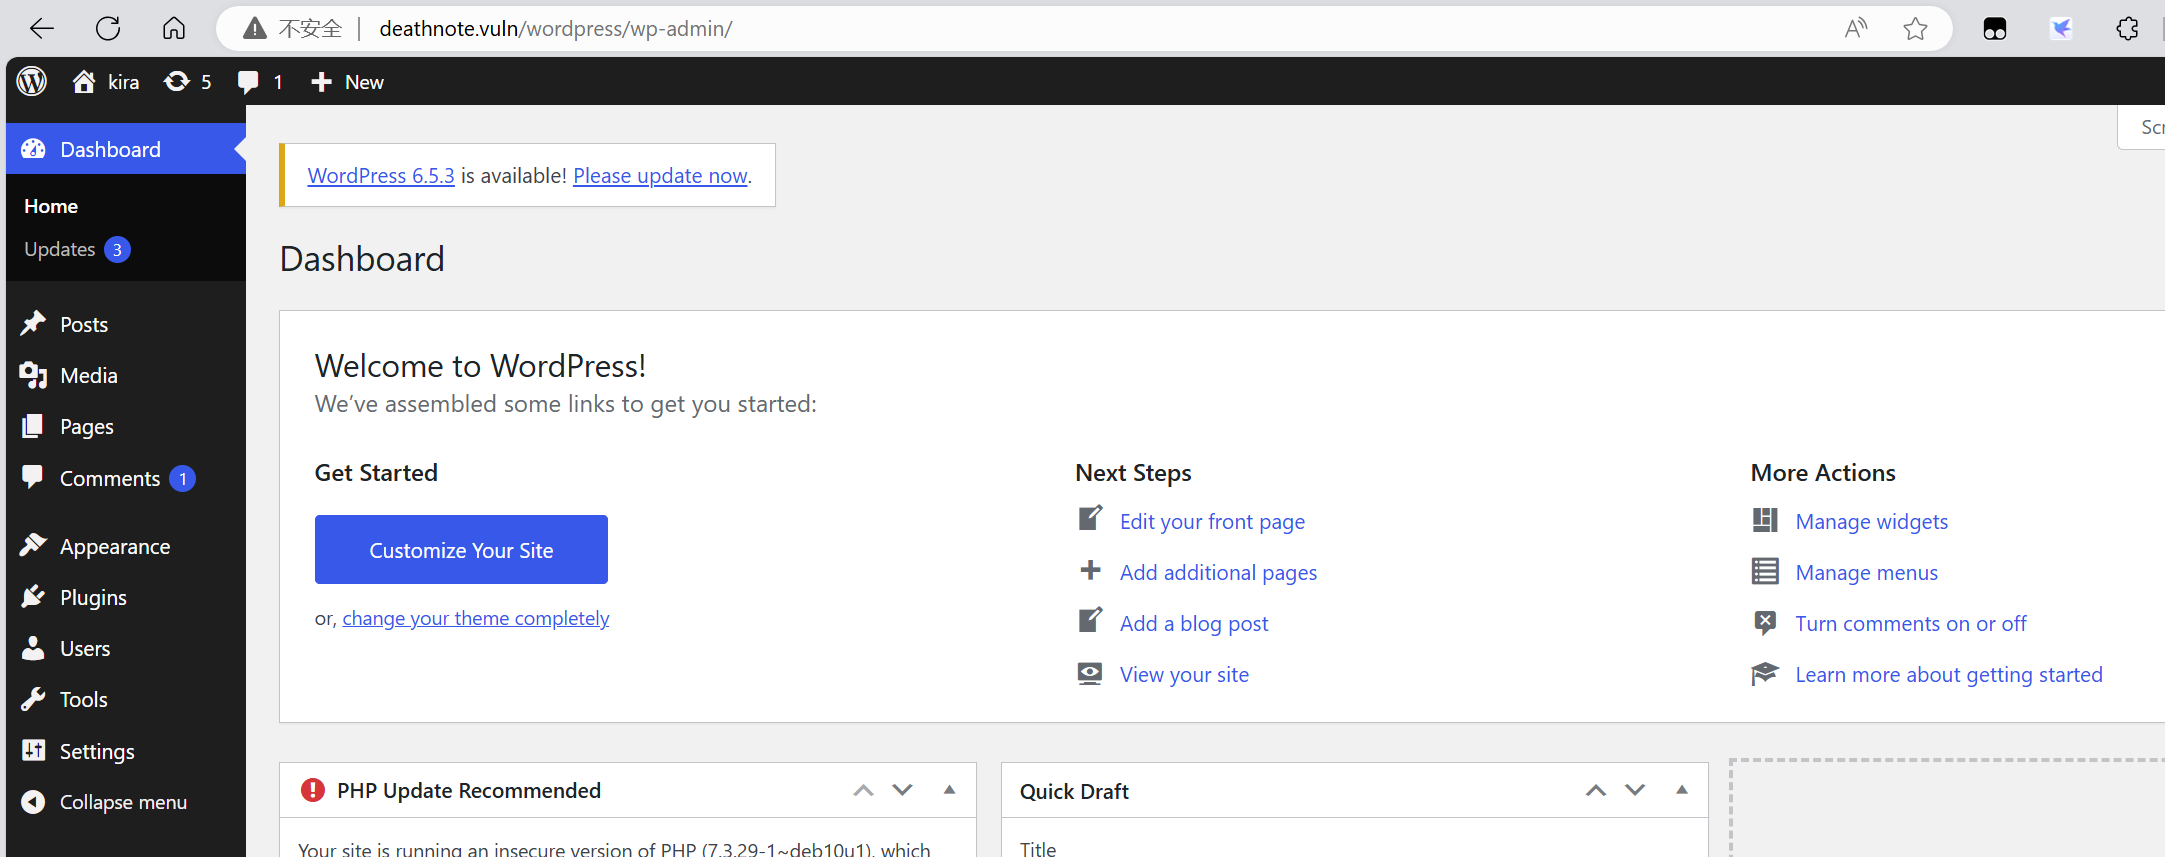 不安全 deathnote.vuln/wordpress/wp-admin/
kira 5 1 New
Scr
Dashboard
Home
Updates 3
Posts
Media
Pages
Comments 1
Appearance
Plugins
Users
Tools
Settings
Collapse menu
WordPress 6.5.3 is available! Please update now.
Dashboard
Welcome to WordPress!
We’ve assembled some links to get you started:
Get Started
Customize Your Site
or, change your theme completely
Next Steps
Edit your front page
Add additional pages
Add a blog post
View your site
More Actions
Manage widgets
Manage menus
Turn comments on or off
Learn more about getting started
PHP Update Recommended
Your site is running an insecure version of PHP (7.3.29-1~deb10u1), which
Quick Draft
Title